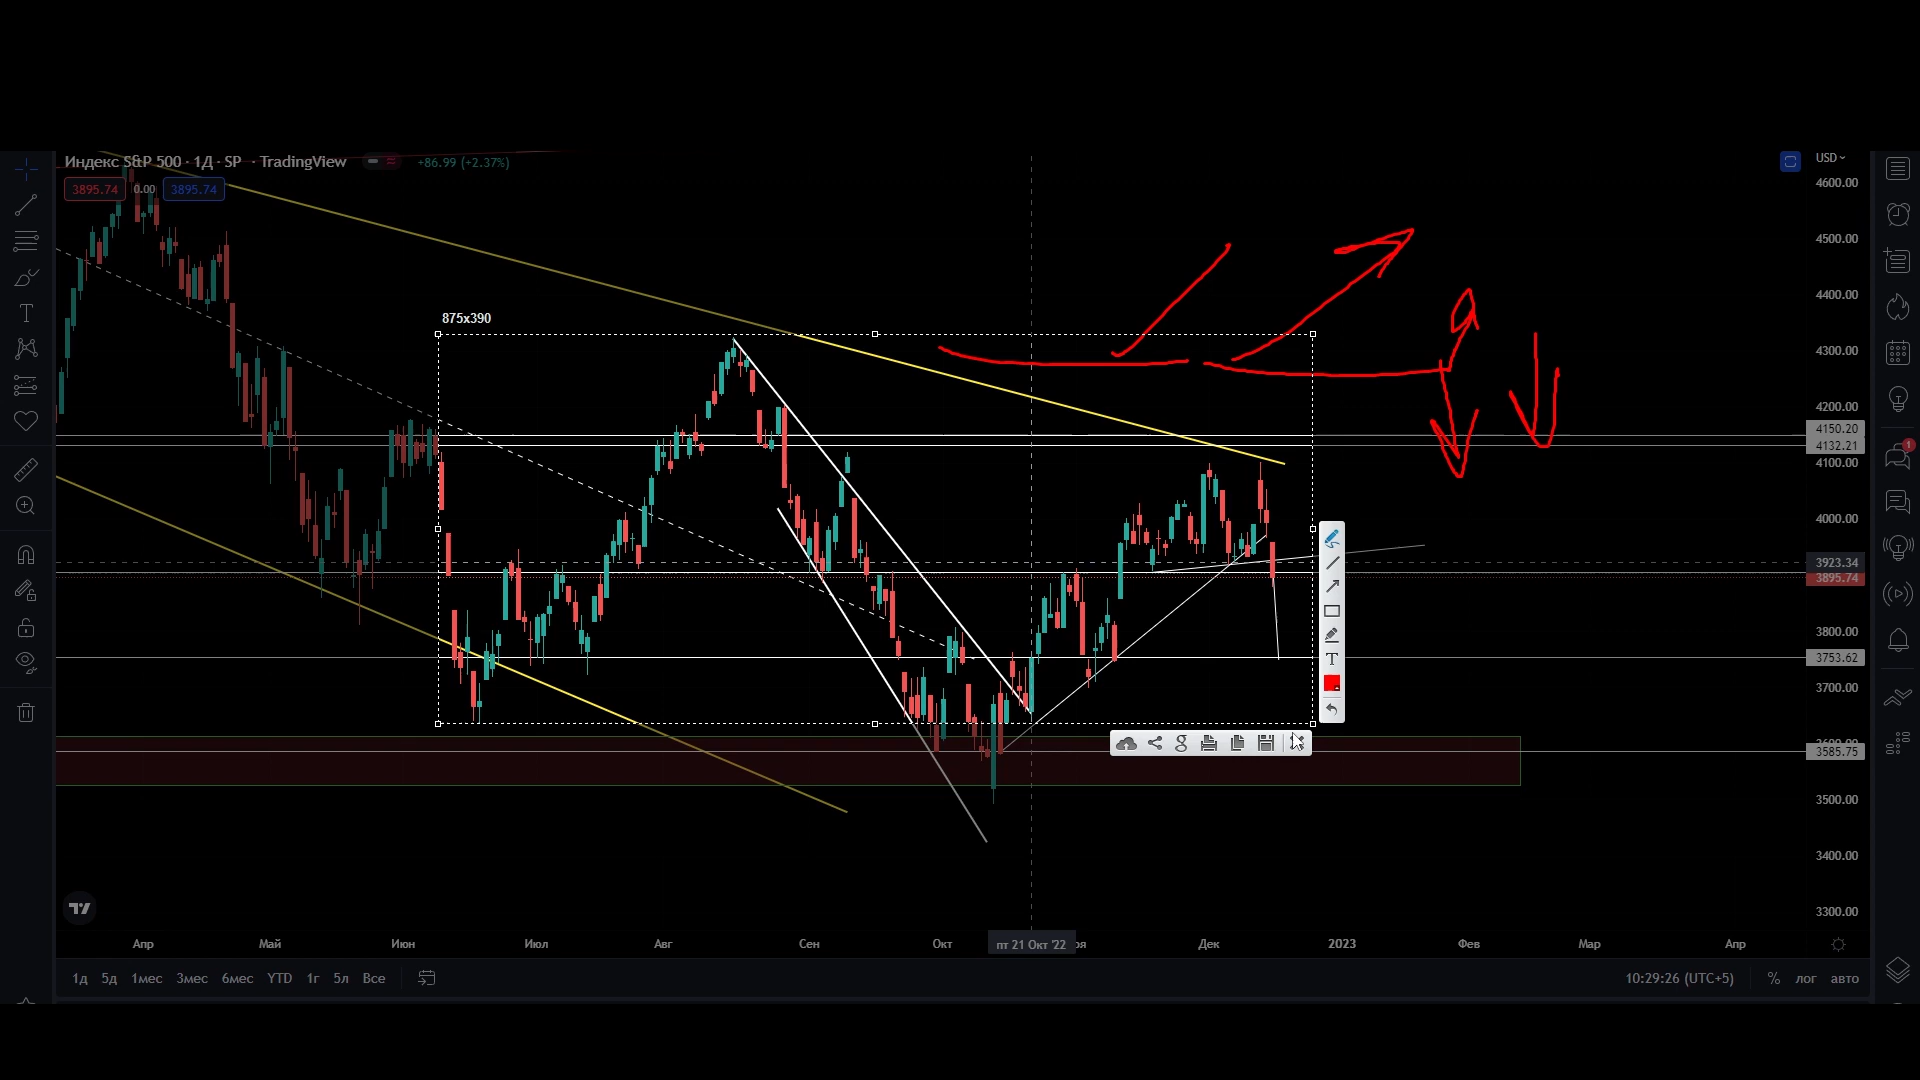 Индекс S&P 500 · 1Д · SP · TradingView +86.99 (+2.37%)
3895.74 0.00 3895.74
875x390
USD
4600.00
4500.00
4400.00
4300.00
4200.00
4150.20
4132.21
4100.00
4000.00
3923.34
3895.74
3800.00
3753.62
3700.00
3585.75
3500.00
3400.00
3300.00
1
T
T
g
Апр Май Июн Июл Авг Сен Окт пт 21 Окт '22 Дек 2023 Фев Мар Апр
1д 5д 1мес 3мес 6мес YTD 1г 5л Все 10:29:26 (UTC+5) % лог авто